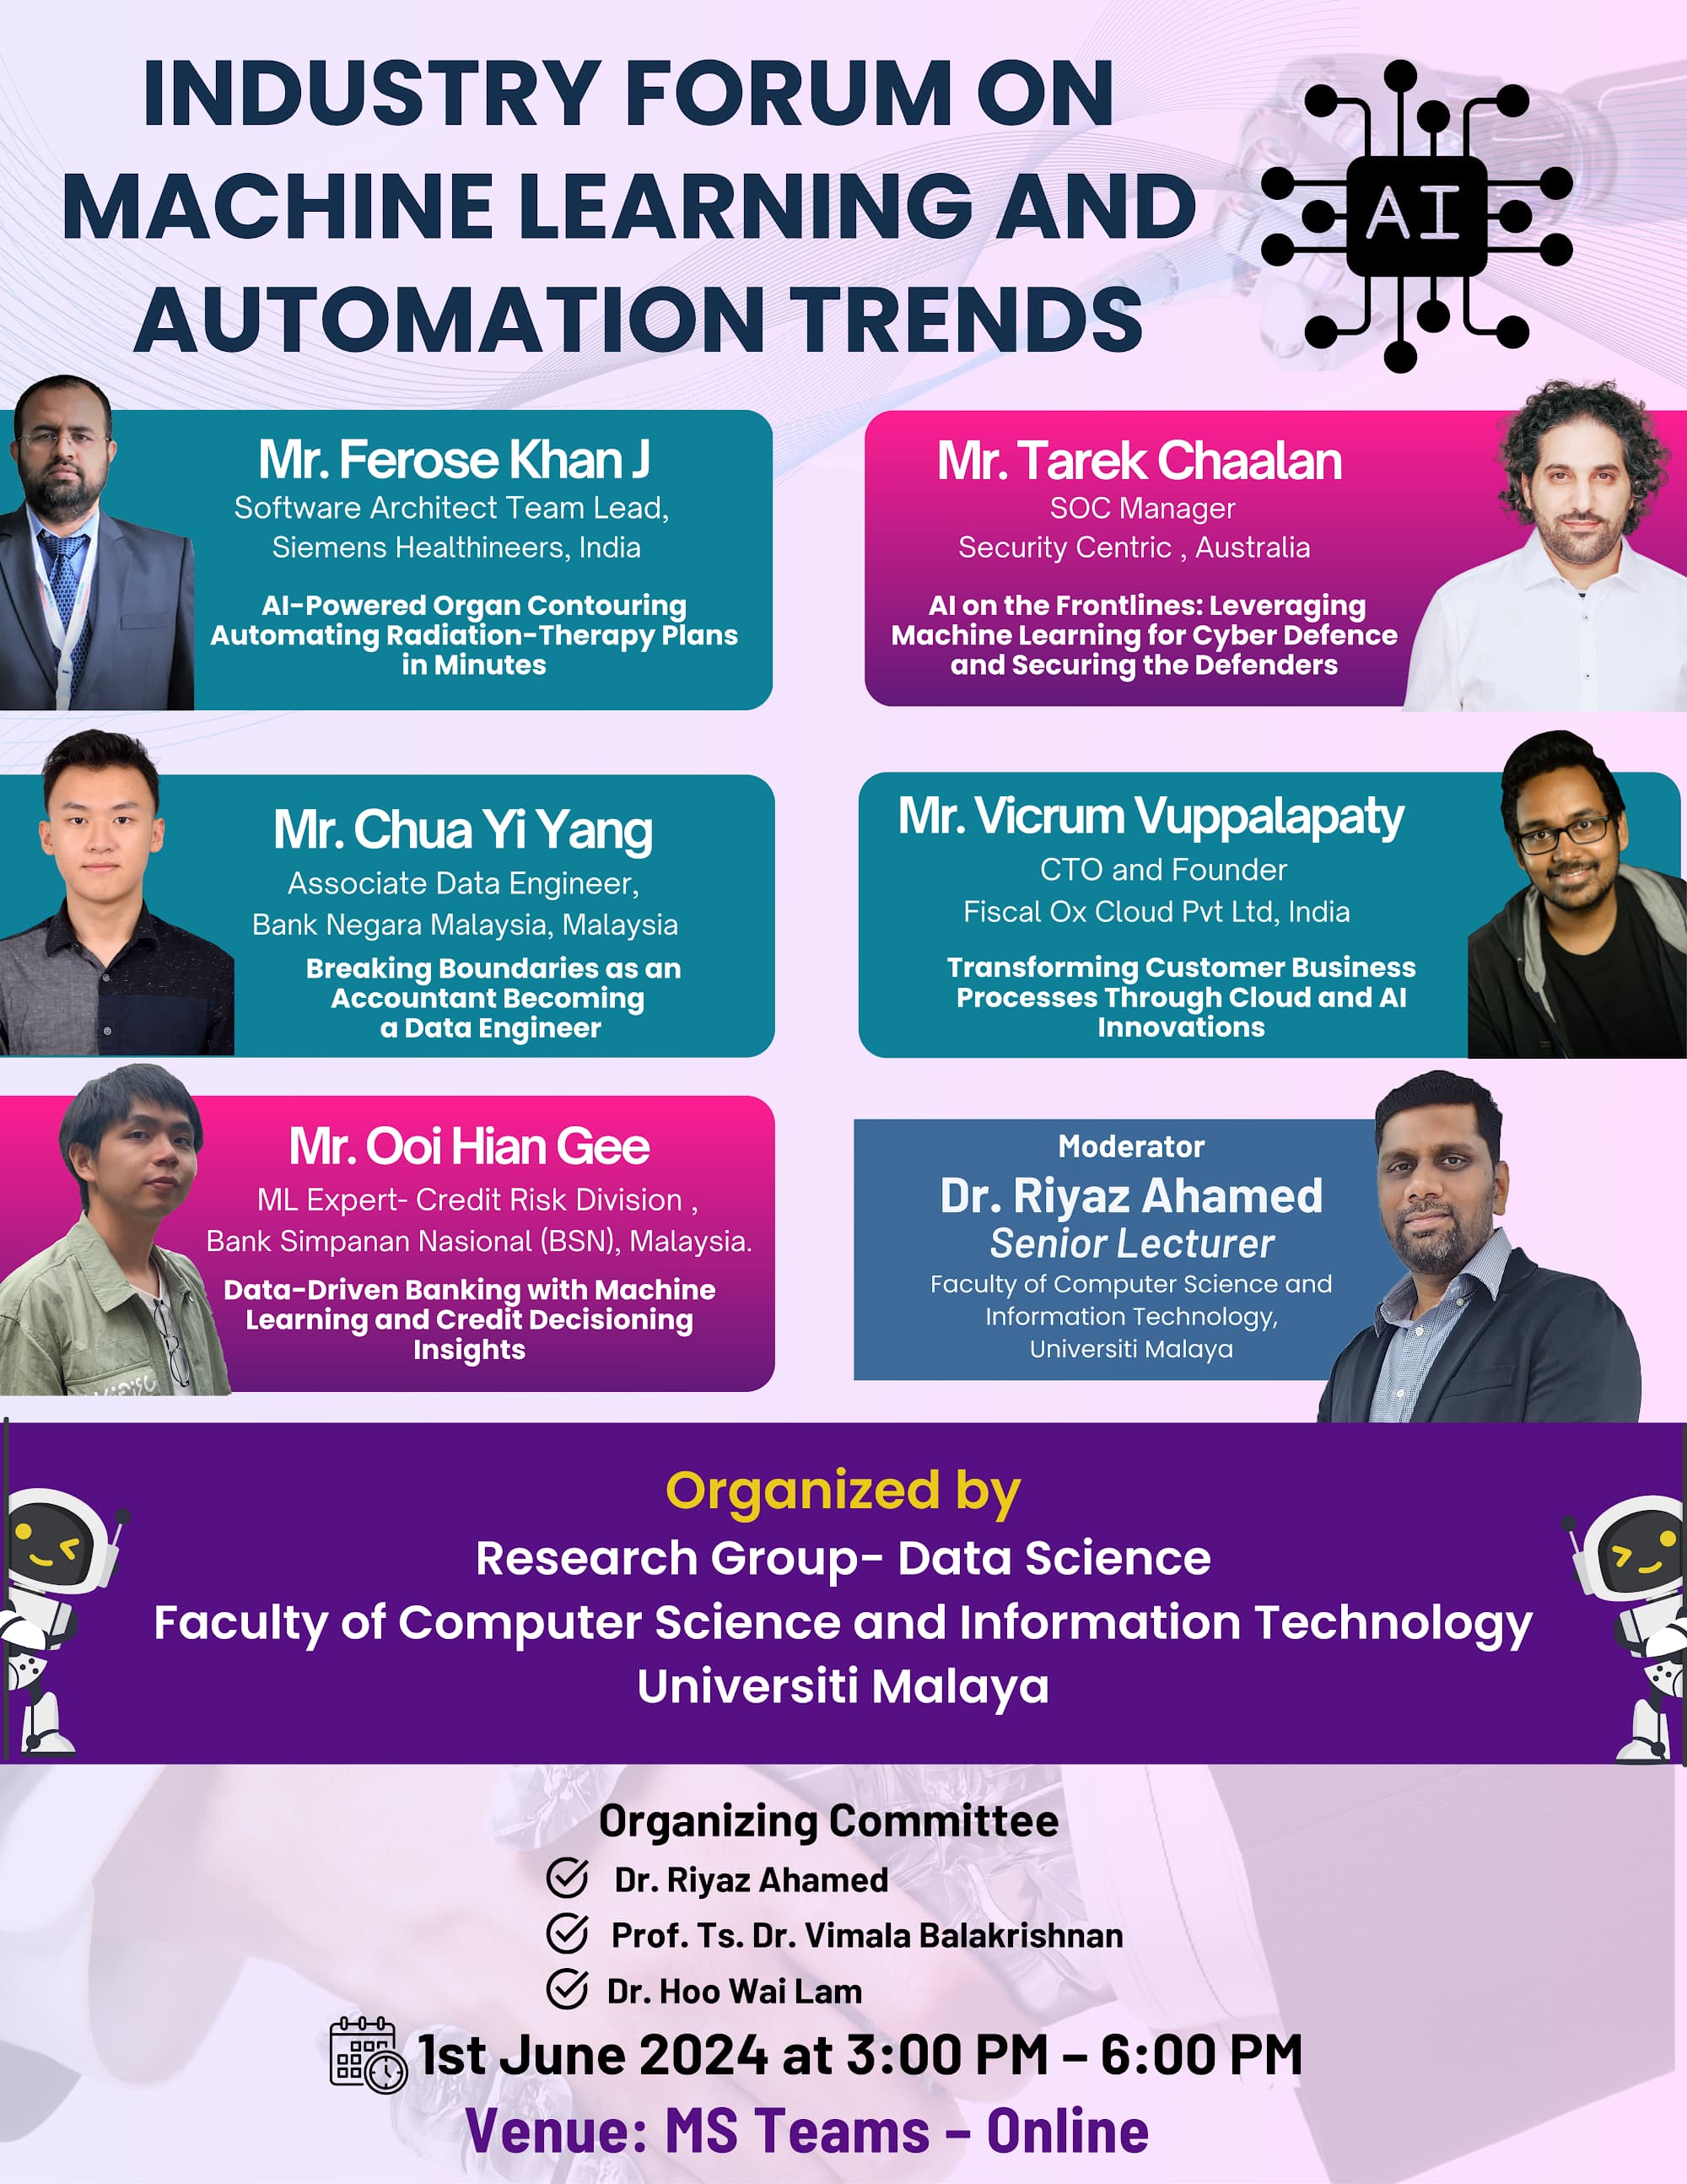 INDUSTRY FORUM ON
MACHINE LEARNING AND
AUTOMATION TRENDS
AI
Mr. Ferose Khan J
Software Architect Team Lead,
Siemens Healthineers, India
AI-Powered Organ Contouring
Automating Radiation-Therapy Plans
in Minutes
Mr. Tarek Chaalan
SOC Manager
Security Centric , Australia
AI on the Frontlines: Leveraging
Machine Learning for Cyber Defence
and Securing the Defenders
Mr. Chua Yi Yang
Associate Data Engineer,
Bank Negara Malaysia, Malaysia
Breaking Boundaries as an
Accountant Becoming
a Data Engineer
Mr. Vicrum Vuppalapaty
CTO and Founder
Fiscal Ox Cloud Pvt Ltd, India
Transforming Customer Business
Processes Through Cloud and AI
Innovations
Mr. Ooi Hian Gee
ML Expert- Credit Risk Division ,
Bank Simpanan Nasional (BSN), Malaysia.
Data-Driven Banking with Machine
Learning and Credit Decisioning
Insights
Moderator
Dr. Riyaz Ahamed
Senior Lecturer
Faculty of Computer Science and
Information Technology,
Universiti Malaya
Organized by
Research Group- Data Science
Faculty of Computer Science and Information Technology
Universiti Malaya
Organizing Committee
Dr. Riyaz Ahamed
Prof. Ts. Dr. Vimala Balakrishnan
Dr. Hoo Wai Lam
1st June 2024 at 3:00 PM – 6:00 PM
Venue: MS Teams – Online